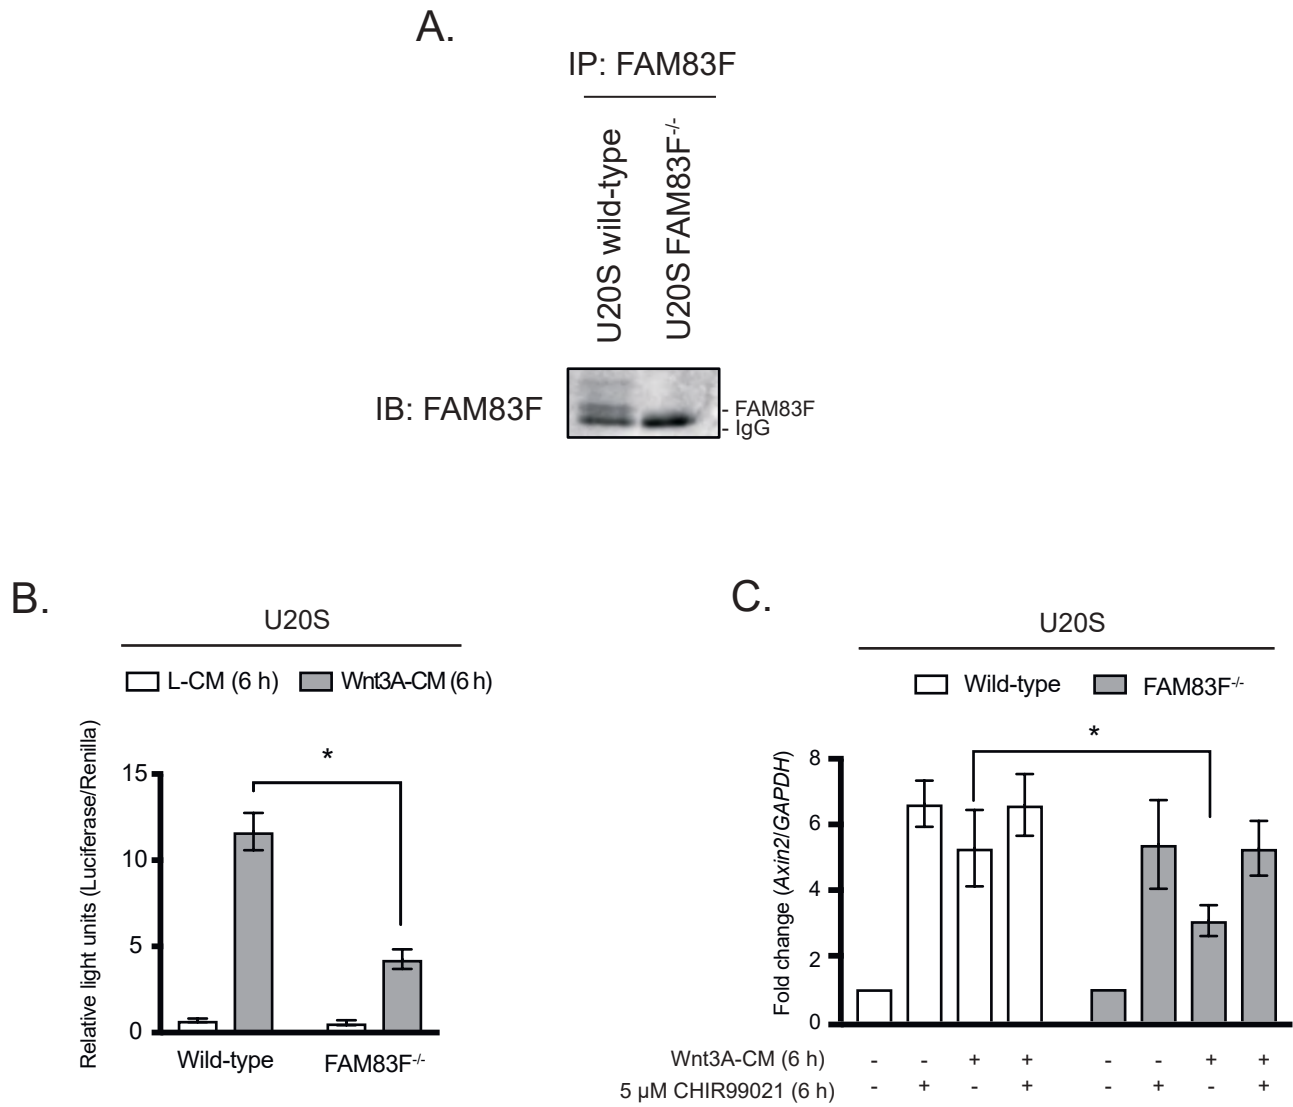 A.
IP: FAM83F
U20S wild-type
U20S FAM83F-/-
IB: FAM83F
- FAM83F
- IgG
B.
U20S
L-CM (6 h)
Wnt3A-CM (6 h)
Relative light units (Luciferase/Renilla)
15
10
5
0
*
Wild-type
FAM83F-/-
C.
U20S
Wild-type
FAM83F-/-
Fold change (Axin2/GAPDH)
8
6
4
2
0
*
Wnt3A-CM (6 h) - - + + - - + +
5 µM CHIR99021 (6 h) - + - + - + - +